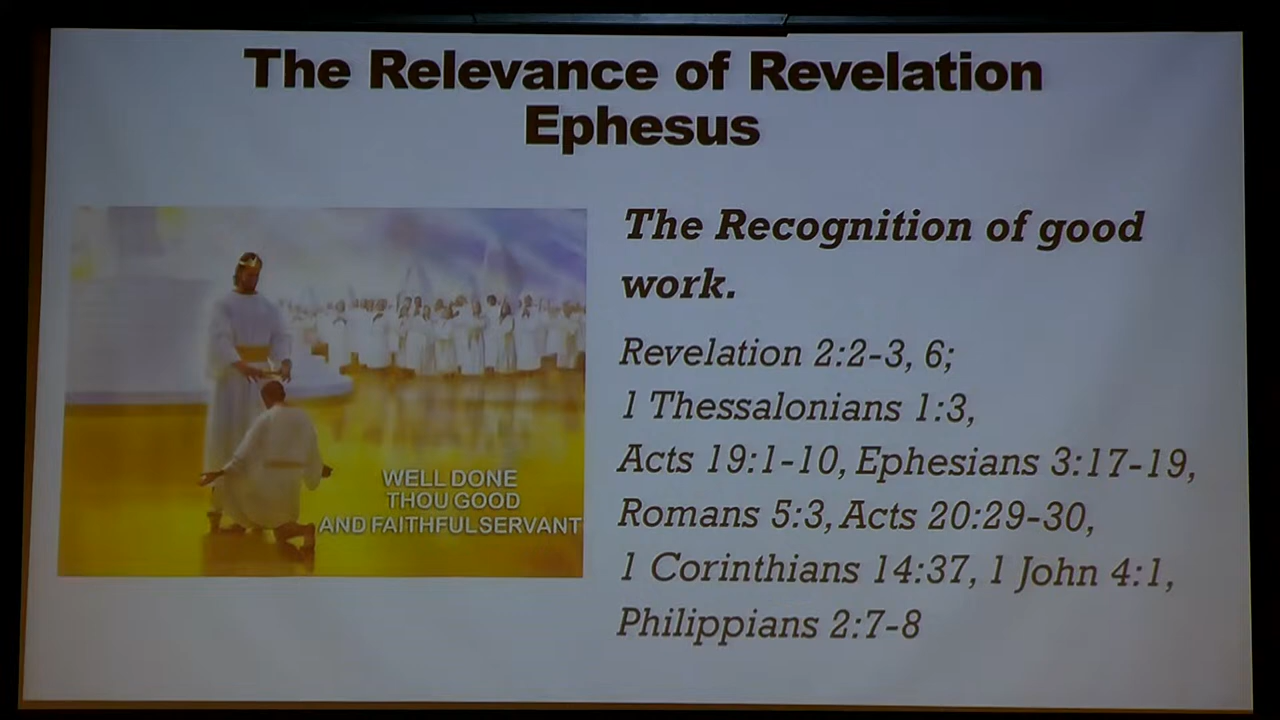 The Relevance of Revelation
Ephesus
The Recognition of good
work.
Revelation 2:2-3, 6;
1 Thessalonians 1:3,
Acts 19:1-10, Ephesians 3:17-19,
Romans 5:3, Acts 20:29-30,
1 Corinthians 14:37, 1 John 4:1,
Philippians 2:7-8
WELL DONE
THOU GOOD
AND FAITHFUL SERVANT